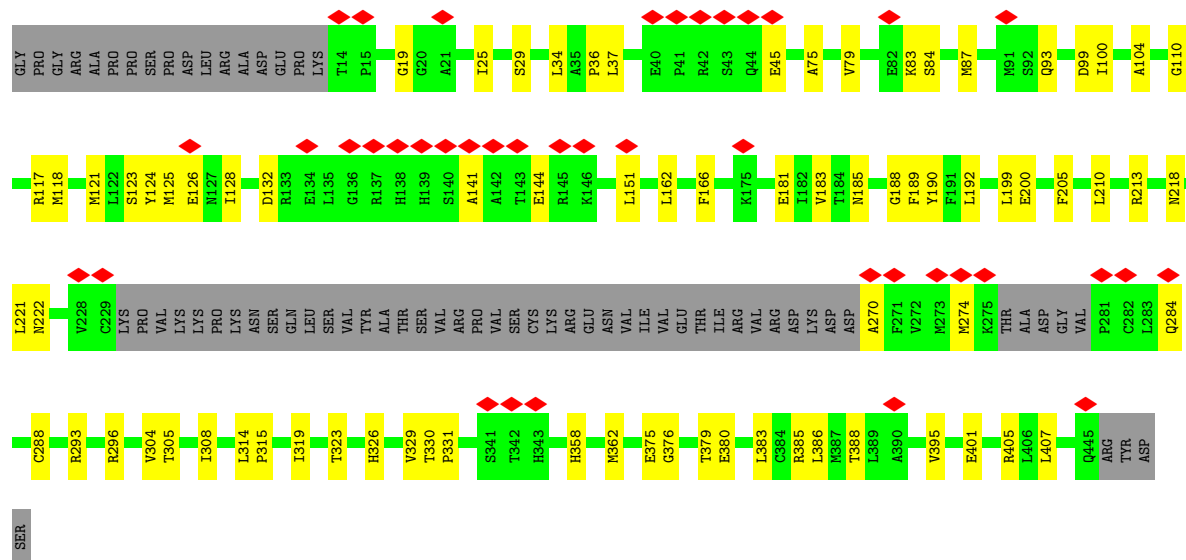 GLY PRO GLY ARG ALA PRO PRO SER PRO ASP LEU ARG ALA ASP GLU PRO LYS T14 P15 G19 G20 A21 I25 S29 L34 A35 P36 L37 E40 P41 R42 S43 Q44 E45 A75 V79 E82 K83 S84 M87 M91 S92 Q93 D99 I100 A104 G110
R117 M118 M121 L122 S123 Y124 M125 E126 N127 I128 D132 R133 E134 L135 G136 R137 H138 H139 S140 A141 A142 T143 E144 R145 K146 L151 L162 F166 K175 E181 I182 V183 T184 N185 G188 F189 Y190 F191 L192 L199 E200 F205 L210 R213 N218
L221 N222 V228 C229 LYS PRO VAL LYS LYS PRO LYS ASN SER GLN LEU SER VAL TYR ALA THR SER VAL ARG PRO VAL SER CYS LYS ARG GLU ASN VAL ILE VAL GLU THR ILE ARG VAL ARG ASP LYS ASP ASP A270 F271 V272 M273 M274 K275 THR ALA ASP GLY VAL P281 C282 L283 Q284
C288 R293 R296 V304 T305 I308 L314 P315 I319 T323 H326 V329 T330 P331 S341 T342 H343 H358 M362 E375 G376 T379 E380 L383 C384 R385 L386 M387 T388 L389 A390 V395 E401 R405 L406 L407 Q445 ARG TYR ASP
SER